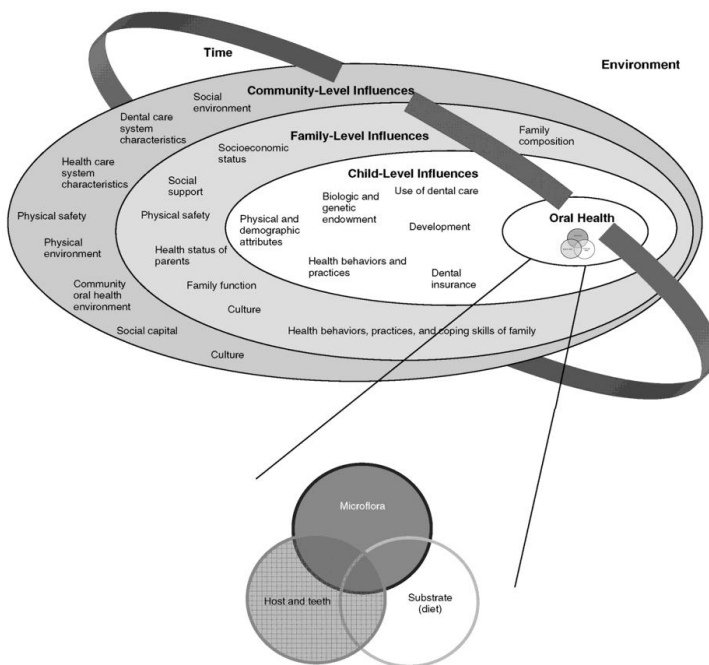 Time
Environment
Community-Level Influences
Social
environment
Dental care
system
characteristics
Health care
system
characteristics
Physical safety
Physical
environment
Community
oral health
environment
Social capital
Culture
Family-Level Influences
Family
composition
Socioeconomic
status
Social
support
Physical safety
Health status of
parents
Family function
Culture
Health behaviors, practices, and coping skills of family
Child-Level Influences
Biologic and
genetic
endowment
Use of dental care
Physical and
demographic
attributes
Development
Health behaviors and
practices
Dental
insurance
Oral Health
Microflora
Host and teeth
Substrate
(diet)